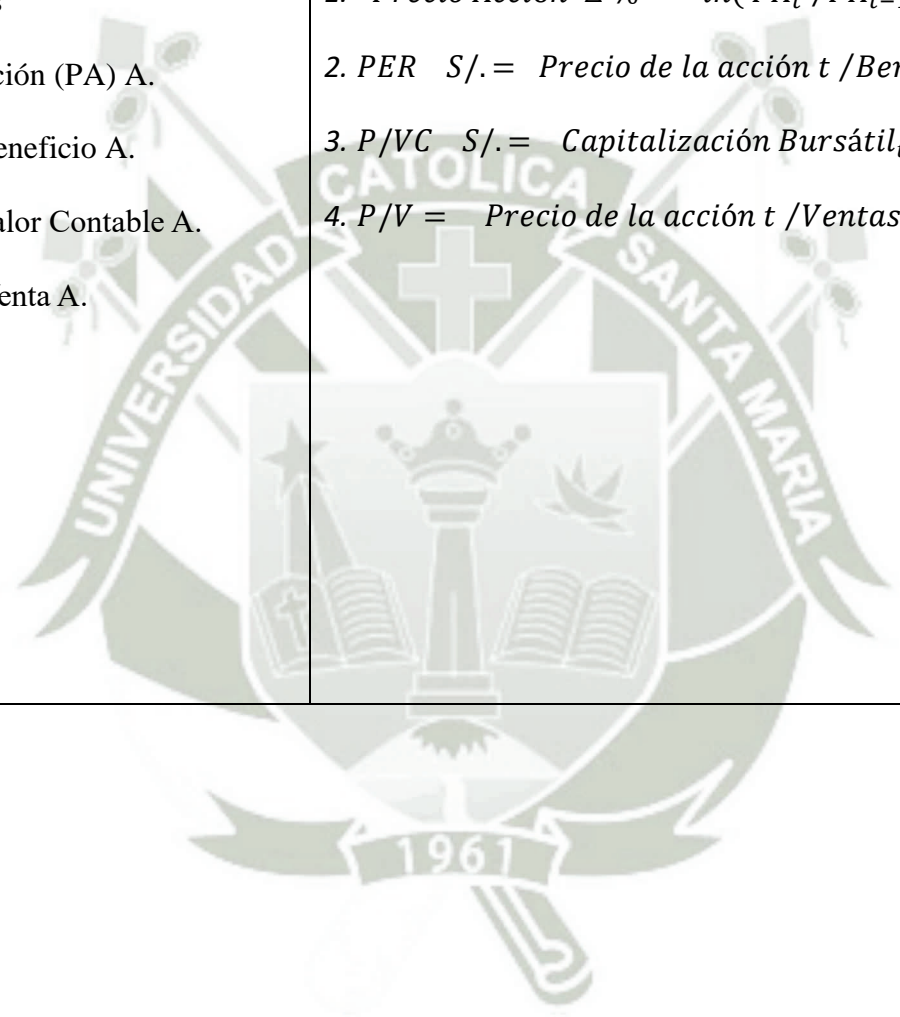 ción (PA) A.
eneficio A.
alor Contable A.
enta A.
2. PER S/.= Precio de la acción t /Ber
3. P/VC S/.= Capitalización Bursátil
4. P/V = Precio de la acción t /Ventas
UNIVERSIDAD CATOLICA SANTA MARIA
1961